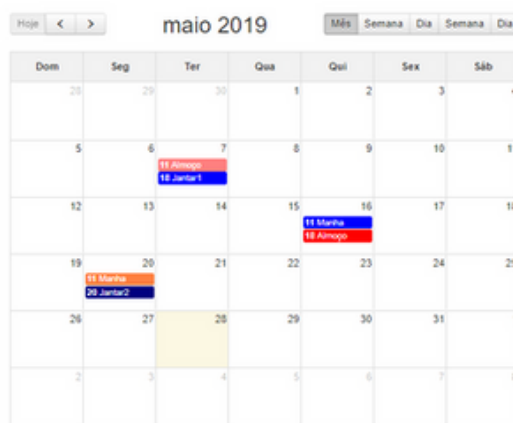 Hoje < > maio 2019 Mês Semana Dia Semana Dia
Dom Seg Ter Qua Qui Sex Sáb
28 29 30 1 2 3
5 6 7 8 9 10
11 Almoço
18 Jantar1
12 13 14 15 16 17
11 Manha
18 Almoço
19 20 21 22 23 24
11 Manha
20 Jantar2
26 27 28 29 30 31
2 3 4 5 6 7